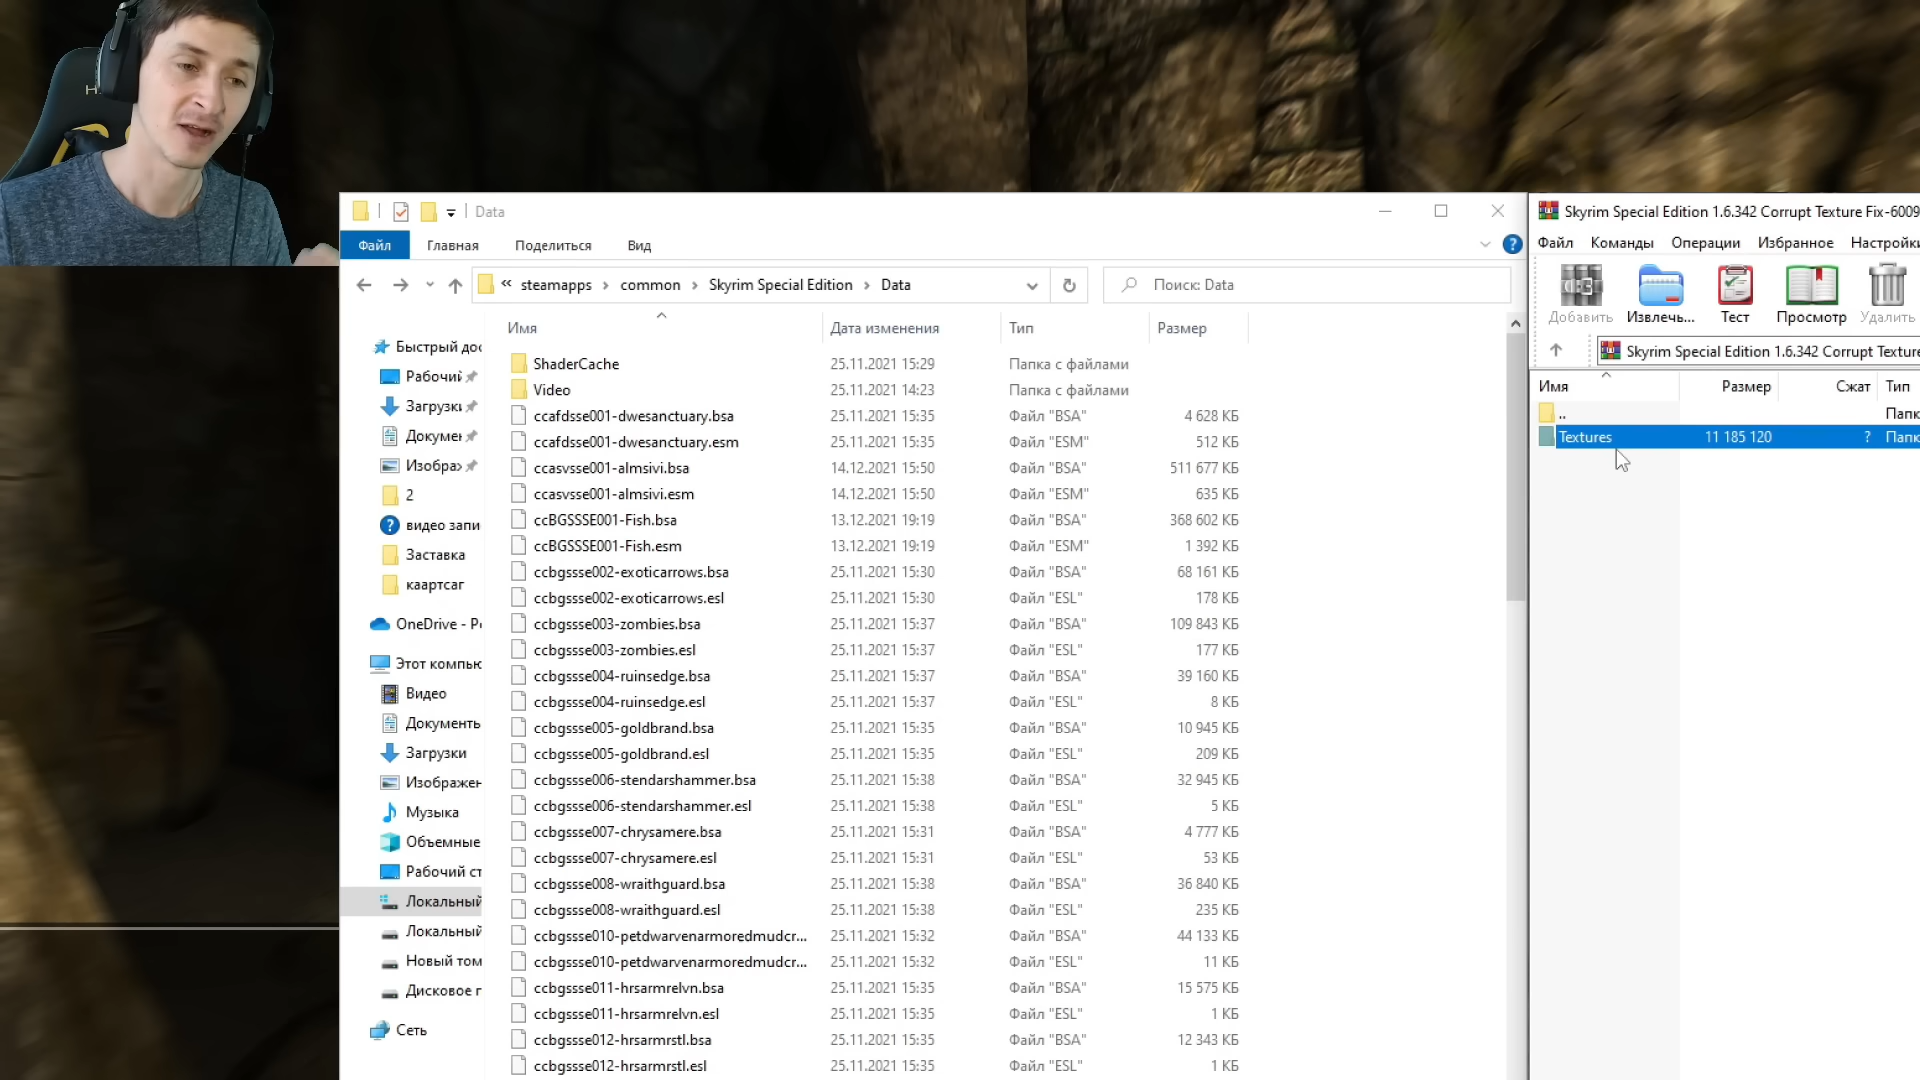 Data
Файл Главная Поделиться Вид
« steamapps › common › Skyrim Special Edition › Data
Поиск: Data
Имя Дата изменения Тип Размер
Быстрый дос
Рабочий
Загрузки
Докумен
Изображ
2
видео запи
Заставка
каартсаг
OneDrive - Р
Этот компью
Видео
Документь
Загрузки
Изображен
Музыка
Объемные
Рабочий ст
Локальный
Локальный
Новый том
Дисковое г
Сеть
ShaderCache 25.11.2021 15:29 Папка с файлами
Video 25.11.2021 14:23 Папка с файлами
ccafdsse001-dwesanctuary.bsa 25.11.2021 15:35 Файл "BSA" 4 628 КБ
ccafdsse001-dwesanctuary.esm 25.11.2021 15:35 Файл "ESM" 512 КБ
ccasvsse001-almsivi.bsa 14.12.2021 15:50 Файл "BSA" 511 677 КБ
ccasvsse001-almsivi.esm 14.12.2021 15:50 Файл "ESM" 635 КБ
ccBGSSSE001-Fish.bsa 13.12.2021 19:19 Файл "BSA" 368 602 КБ
ccBGSSSE001-Fish.esm 13.12.2021 19:19 Файл "ESM" 1 392 КБ
ccbgssse002-exoticarrows.bsa 25.11.2021 15:30 Файл "BSA" 68 161 КБ
ccbgssse002-exoticarrows.esl 25.11.2021 15:30 Файл "ESL" 178 КБ
ccbgssse003-zombies.bsa 25.11.2021 15:37 Файл "BSA" 109 843 КБ
ccbgssse003-zombies.esl 25.11.2021 15:37 Файл "ESL" 177 КБ
ccbgssse004-ruinsedge.bsa 25.11.2021 15:37 Файл "BSA" 39 160 КБ
ccbgssse004-ruinsedge.esl 25.11.2021 15:37 Файл "ESL" 8 КБ
ccbgssse005-goldbrand.bsa 25.11.2021 15:35 Файл "BSA" 10 945 КБ
ccbgssse005-goldbrand.esl 25.11.2021 15:35 Файл "ESL" 209 КБ
ccbgssse006-stendarshammer.bsa 25.11.2021 15:38 Файл "BSA" 32 945 КБ
ccbgssse006-stendarshammer.esl 25.11.2021 15:38 Файл "ESL" 5 КБ
ccbgssse007-chrysamere.bsa 25.11.2021 15:31 Файл "BSA" 4 777 КБ
ccbgssse007-chrysamere.esl 25.11.2021 15:31 Файл "ESL" 53 КБ
ccbgssse008-wraithguard.bsa 25.11.2021 15:38 Файл "BSA" 36 840 КБ
ccbgssse008-wraithguard.esl 25.11.2021 15:38 Файл "ESL" 235 КБ
ccbgssse010-petdwarvenarmoredmudcr... 25.11.2021 15:32 Файл "BSA" 44 133 КБ
ccbgssse010-petdwarvenarmoredmudcr... 25.11.2021 15:32 Файл "ESL" 11 КБ
ccbgssse011-hrsarmrelvn.bsa 25.11.2021 15:35 Файл "BSA" 15 575 КБ
ccbgssse011-hrsarmrelvn.esl 25.11.2021 15:35 Файл "ESL" 1 КБ
ccbgssse012-hrsarmrstl.bsa 25.11.2021 15:35 Файл "BSA" 12 343 КБ
ccbgssse012-hrsarmrstl.esl 25.11.2021 15:35 Файл "ESL" 1 КБ
Skyrim Special Edition 1.6.342 Corrupt Texture Fix-6009
Файл Команды Операции Избранное Настройки
Добавить Извлечь... Тест Просмотр Удалить
Skyrim Special Edition 1.6.342 Corrupt Texture
Имя Размер Сжат Тип
.. Папк
Textures 11 185 120 ? Папк